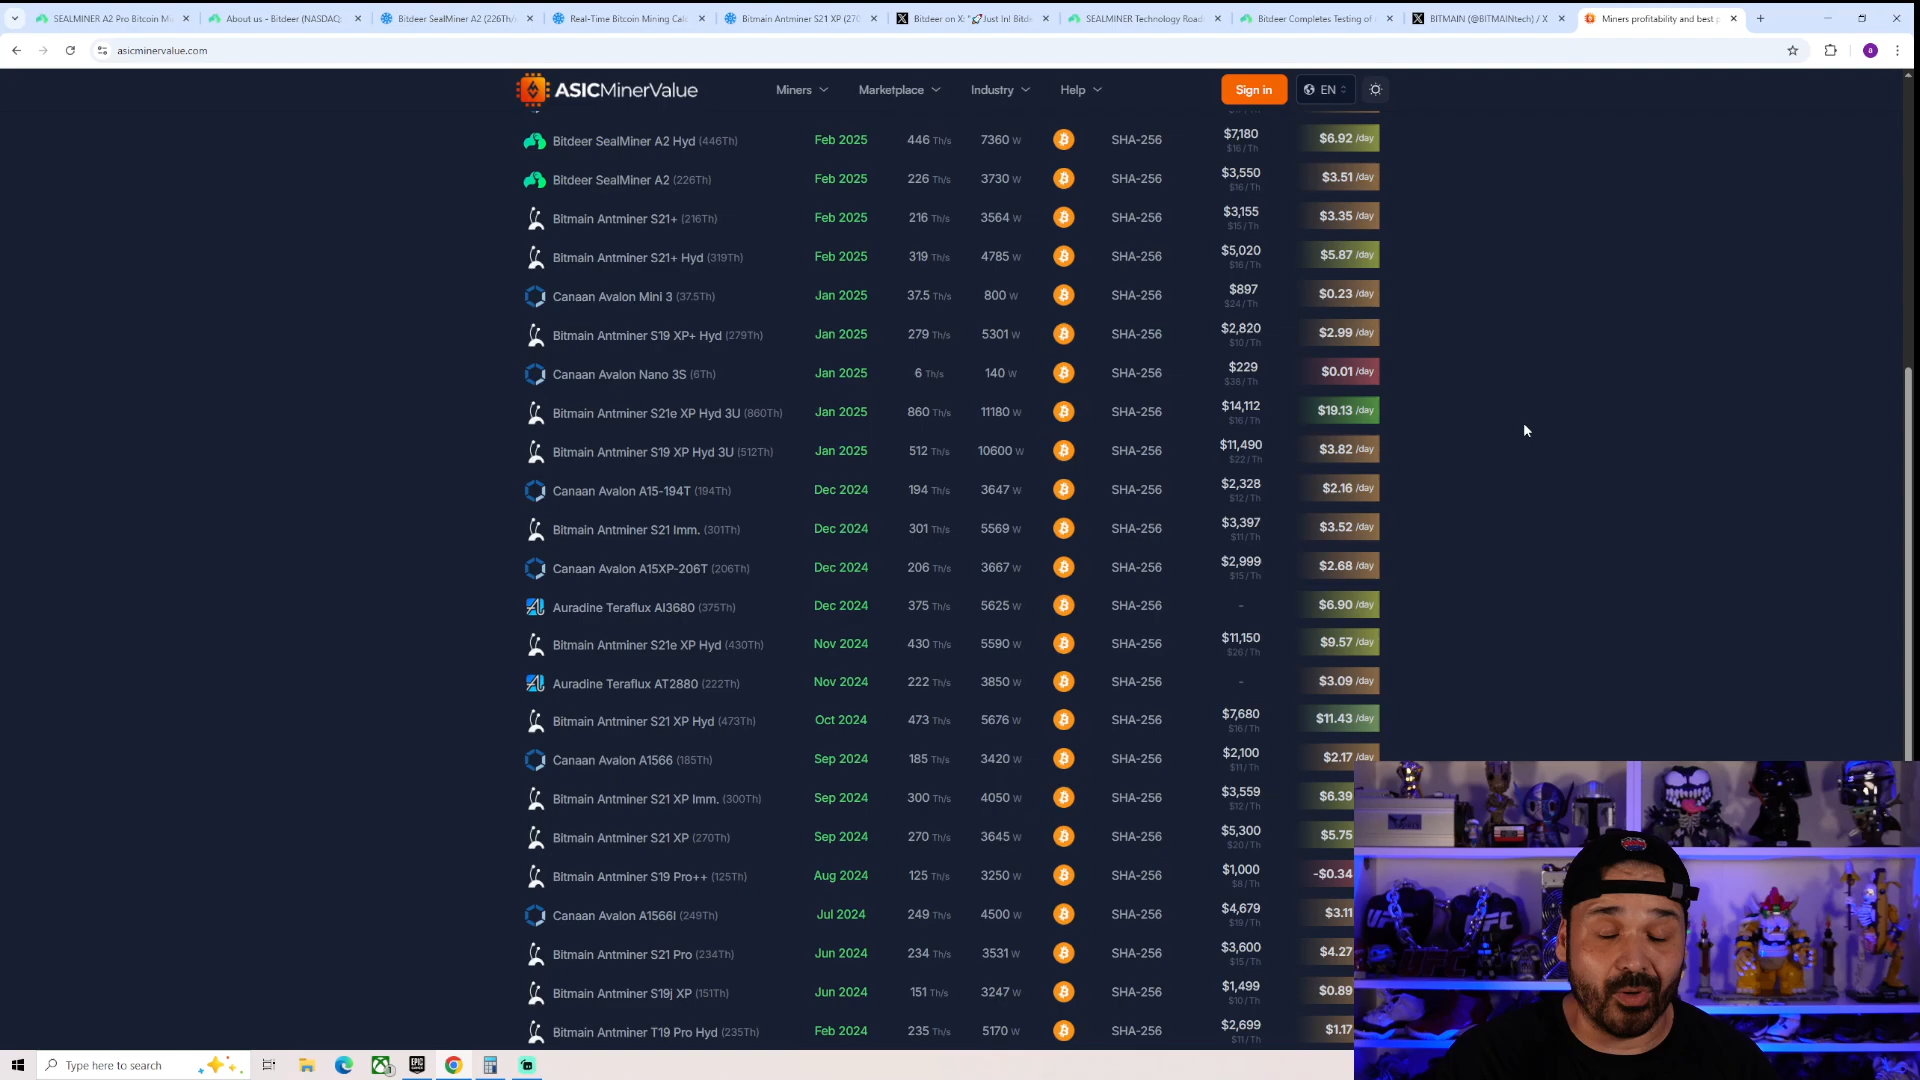 SEALMINER A2 Pro Bitcoin Mi
About us - Bitdeer (NASDAQ:
Bitdeer SealMiner A2 (226Th/s
Real-Time Bitcoin Mining Calc
Bitmain Antminer S21 XP (270
Bitdeer on X: "🚀Just In! Bitde
SEALMINER Technology Road
Bitdeer Completes Testing of
BITMAIN (@BITMAINtech) / X
Miners profitability and best p
asicminervalue.com
a
ASICMinerValue
Miners Marketplace Industry Help
Sign in
EN
Bitdeer SealMiner A2 Hyd (446Th) Feb 2025 446 Th/s 7360 W SHA-256 $7,180 $6.92 /day
$16/Th
Bitdeer SealMiner A2 (226Th) Feb 2025 226 Th/s 3730 W SHA-256 $3,550 $3.51 /day
$16/Th
Bitmain Antminer S21+ (216Th) Feb 2025 216 Th/s 3564 W SHA-256 $3,155 $3.35 /day
$15/Th
Bitmain Antminer S21+ Hyd (319Th) Feb 2025 319 Th/s 4785 W SHA-256 $5,020 $5.87 /day
$16/Th
Canaan Avalon Mini 3 (37.5Th) Jan 2025 37.5 Th/s 800 W SHA-256 $897 $0.23 /day
$24/Th
Bitmain Antminer S19 XP+ Hyd (279Th) Jan 2025 279 Th/s 5301 W SHA-256 $2,820 $2.99 /day
$10/Th
Canaan Avalon Nano 3S (6Th) Jan 2025 6 Th/s 140 W SHA-256 $229 $0.01 /day
$38/Th
Bitmain Antminer S21e XP Hyd 3U (860Th) Jan 2025 860 Th/s 11180 W SHA-256 $14,112 $19.13 /day
$16/Th
Bitmain Antminer S19 XP Hyd 3U (512Th) Jan 2025 512 Th/s 10600 W SHA-256 $11,490 $3.82 /day
$22/Th
Canaan Avalon A15-194T (194Th) Dec 2024 194 Th/s 3647 W SHA-256 $2,328 $2.16 /day
$12/Th
Bitmain Antminer S21 Imm. (301Th) Dec 2024 301 Th/s 5569 W SHA-256 $3,397 $3.52 /day
$11/Th
Canaan Avalon A15XP-206T (206Th) Dec 2024 206 Th/s 3667 W SHA-256 $2,999 $2.68 /day
$15/Th
Auradine Teraflux AI3680 (375Th) Dec 2024 375 Th/s 5625 W SHA-256 - $6.90 /day
Bitmain Antminer S21e XP Hyd (430Th) Nov 2024 430 Th/s 5590 W SHA-256 $11,150 $9.57 /day
$26/Th
Auradine Teraflux AT2880 (222Th) Nov 2024 222 Th/s 3850 W SHA-256 - $3.09 /day
Bitmain Antminer S21 XP Hyd (473Th) Oct 2024 473 Th/s 5676 W SHA-256 $7,680 $11.43 /day
$16/Th
Canaan Avalon A1566 (185Th) Sep 2024 185 Th/s 3420 W SHA-256 $2,100 $2.17 /day
$11/Th
Bitmain Antminer S21 XP Imm. (300Th) Sep 2024 300 Th/s 4050 W SHA-256 $3,559 $6.39
$12/Th
Bitmain Antminer S21 XP (270Th) Sep 2024 270 Th/s 3645 W SHA-256 $5,300 $5.75
$20/Th
Bitmain Antminer S19 Pro++ (125Th) Aug 2024 125 Th/s 3250 W SHA-256 $1,000 -$0.34
$8/Th
Canaan Avalon A1566I (249Th) Jul 2024 249 Th/s 4500 W SHA-256 $4,679 $3.11
$19/Th
Bitmain Antminer S21 Pro (234Th) Jun 2024 234 Th/s 3531 W SHA-256 $3,600 $4.27
$15/Th
Bitmain Antminer S19j XP (151Th) Jun 2024 151 Th/s 3247 W SHA-256 $1,499 $0.89
$10/Th
Bitmain Antminer T19 Pro Hyd (235Th) Feb 2024 235 Th/s 5170 W SHA-256 $2,699 $1.17
$11/Th
UFC
UFC
Type here to search
EPIC